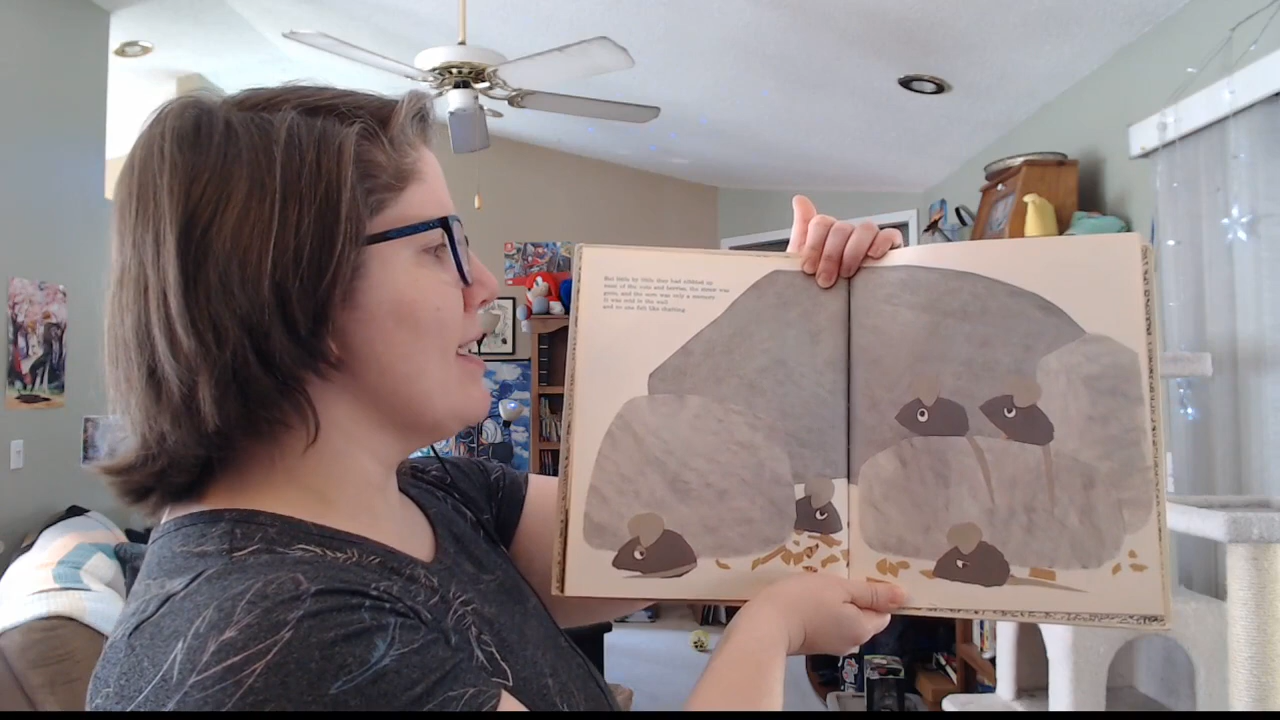 But little by little they had nibbled up
most of the nuts and berries, the straw was
gone, and the corn was only a memory.
It was cold in the wall
and no one felt like chatting.